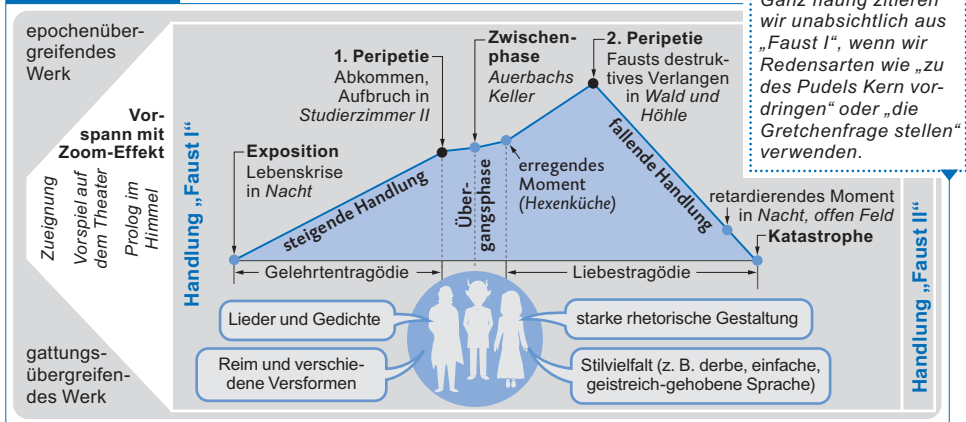 Ganz häufig zitieren
wir unabsichtlich aus
„Faust I“, wenn wir
Redensarten wie „zu
des Pudels Kern vor-
dringen“ oder „die
Gretchenfrage stellen“
verwenden.
epochenüber-
greifendes
Werk
Vor-
spann mit
Zoom-Effekt
Zueignung
Vorspiel auf
dem Theater
Prolog im
Himmel
gattungs-
übergreifen-
des Werk
Handlung „Faust I“
Exposition
Lebenskrise
in Nacht
steigende Handlung
1. Peripetie
Abkommen,
Aufbruch in
Studierzimmer II
Zwischen-
phase
Auerbachs
Keller
Über-
gangsphase
erregendes
Moment
(Hexenküche)
2. Peripetie
Fausts destruk-
tives Verlangen
in Wald und
Höhle
fallende Handlung
retardierendes Moment
in Nacht, offen Feld
Katastrophe
Gelehrtentragödie
Liebestragödie
Lieder und Gedichte
Reim und verschie-
dene Versformen
starke rhetorische Gestaltung
Stilvielfalt (z. B. derbe, einfache,
geistreich-gehobene Sprache)
Handlung „Faust II“